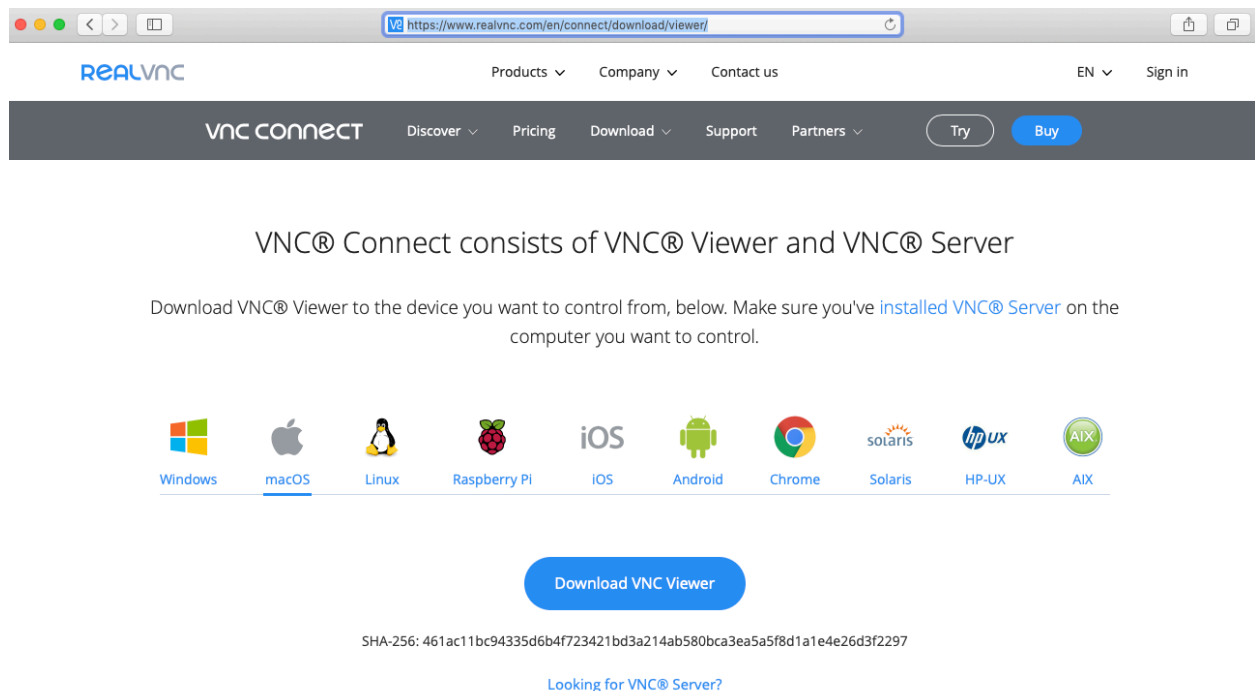 https://www.realvnc.com/en/connect/download/viewer/
REALVNC Products Company Contact us EN Sign in
VNC CONNECT Discover Pricing Download Support Partners Try Buy
VNC® Connect consists of VNC® Viewer and VNC® Server
Download VNC® Viewer to the device you want to control from, below. Make sure you've installed VNC® Server on the
computer you want to control.
iOS solaris hp UX AIX
Windows macOS Linux Raspberry Pi iOS Android Chrome Solaris HP-UX AIX
Download VNC Viewer
SHA-256: 461ac11bc94335d6b4f723421bd3a214ab580bca3ea5a5f8d1a1e4e26d3f2297
Looking for VNC® Server?